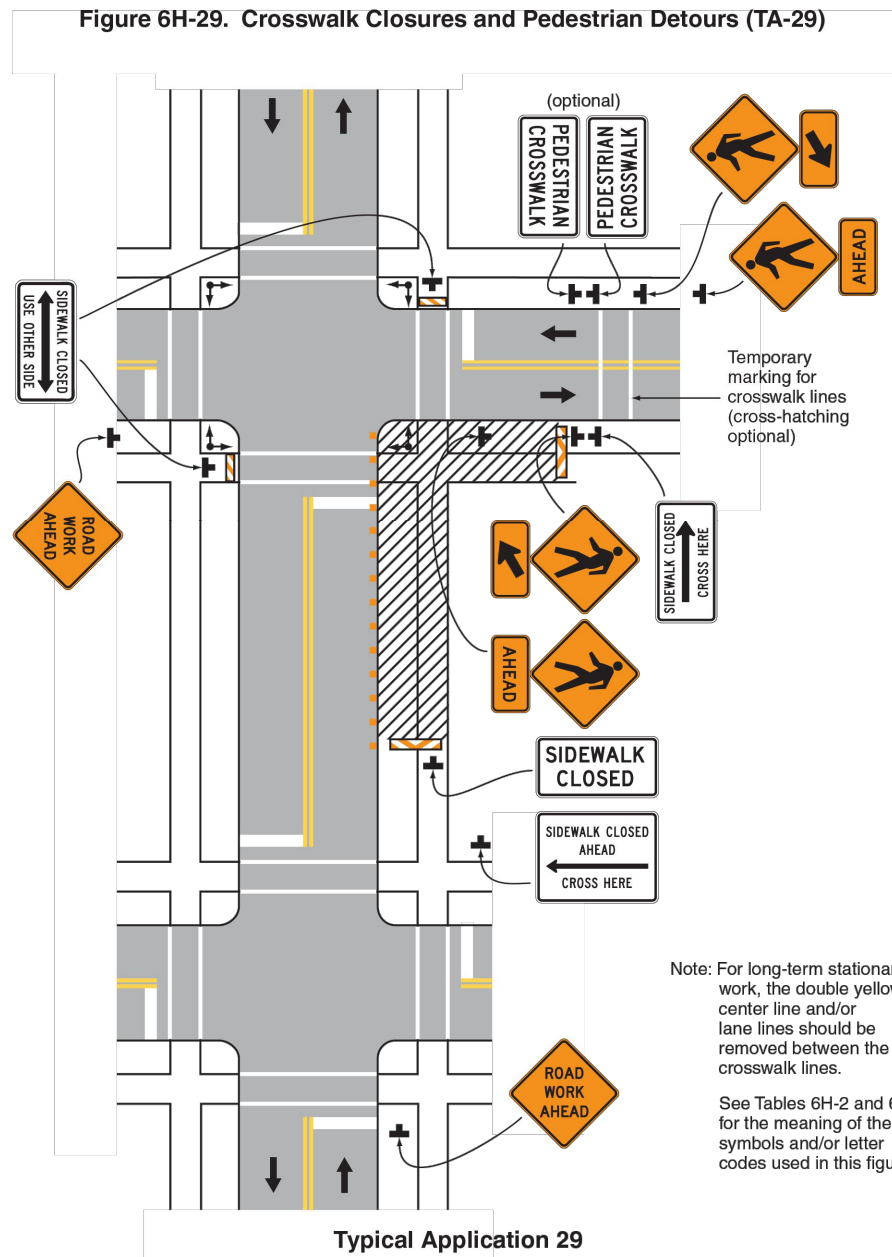 Figure 6H-29. Crosswalk Closures and Pedestrian Detours (TA-29)
(optional)
PEDESTRIAN
CROSSWALK
PEDESTRIAN
CROSSWALK
AHEAD
SIDEWALK CLOSED
USE OTHER SIDE
Temporary
marking for
crosswalk lines
(cross-hatching
optional)
ROAD
WORK
AHEAD
SIDEWALK CLOSED
CROSS HERE
AHEAD
SIDEWALK
CLOSED
SIDEWALK CLOSED
AHEAD
CROSS HERE
Note: For long-term stationar
work, the double yellow
center line and/or
lane lines should be
removed between the
crosswalk lines.
ROAD
WORK
AHEAD
See Tables 6H-2 and 6
for the meaning of the
symbols and/or letter
codes used in this figu
Typical Application 29